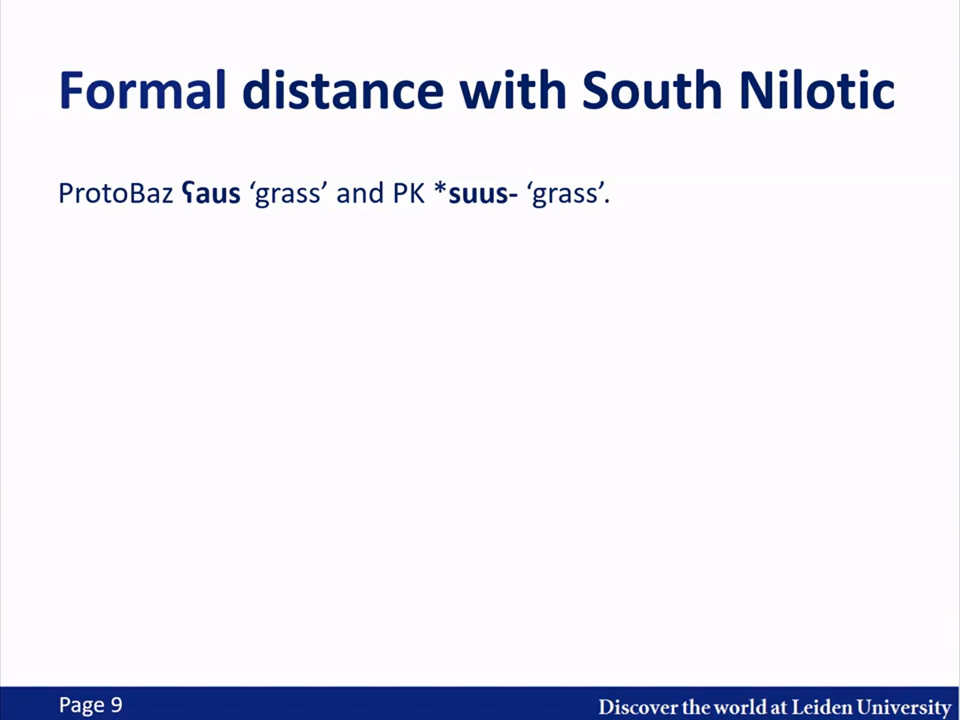 Formal distance with South Nilotic
ProtoBaz ʕaus ‘grass’ and PK *suus- ‘grass’.
Page 9
Discover the world at Leiden University